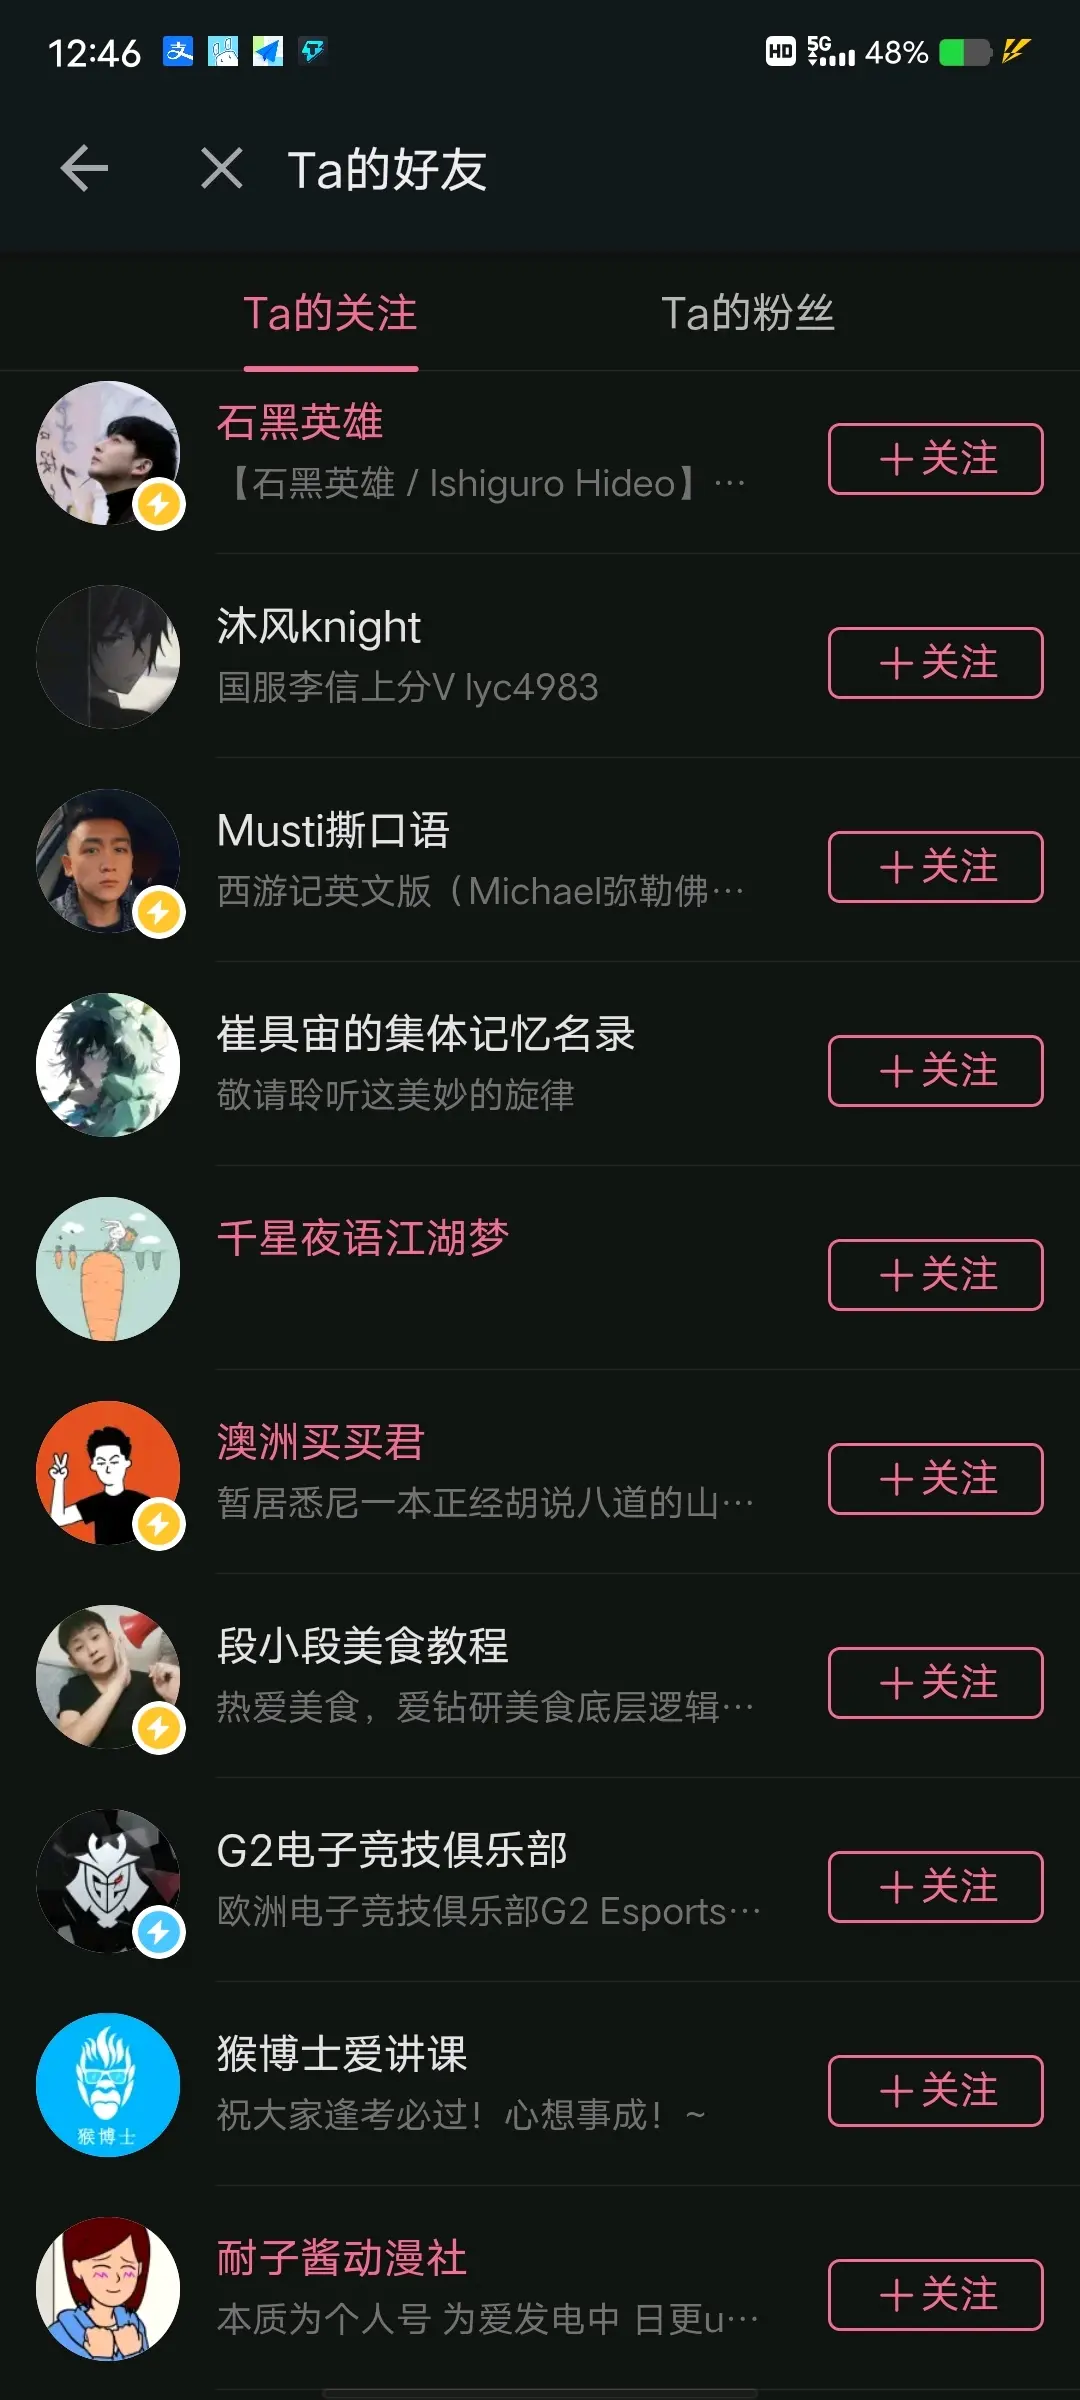 12:46 支 HD 5G 48%
Ta的好友
Ta的关注 Ta的粉丝
石黑英雄
【石黑英雄 / Ishiguro Hideo】…
＋关注
沐风knight
国服李信上分V lyc4983
＋关注
Musti撕口语
西游记英文版（Michael弥勒佛…
＋关注
崔具宙的集体记忆名录
敬请聆听这美妙的旋律
＋关注
千星夜语江湖梦
＋关注
澳洲买买君
暂居悉尼一本正经胡说八道的山…
＋关注
段小段美食教程
热爱美食，爱钻研美食底层逻辑…
＋关注
G2电子竞技俱乐部
欧洲电子竞技俱乐部G2 Esports…
＋关注
猴博士
猴博士爱讲课
祝大家逢考必过！心想事成！~
＋关注
耐子酱动漫社
本质为个人号 为爱发电中 日更u…
＋关注